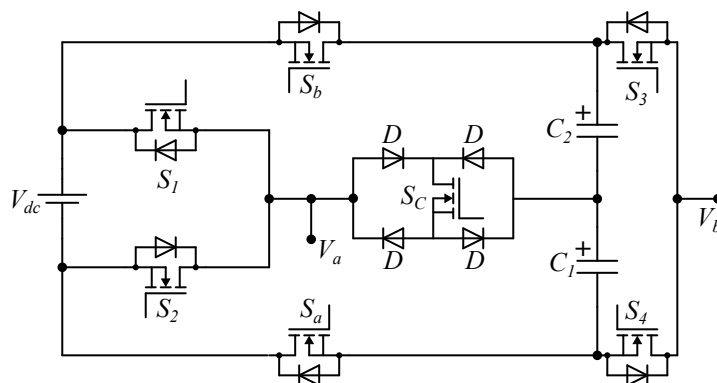 S_b
S_3
S_1
D
D
C_2
+
S_C
V_dc
V_a
V_b
S_2
D
D
C_1
+
S_a
S_4